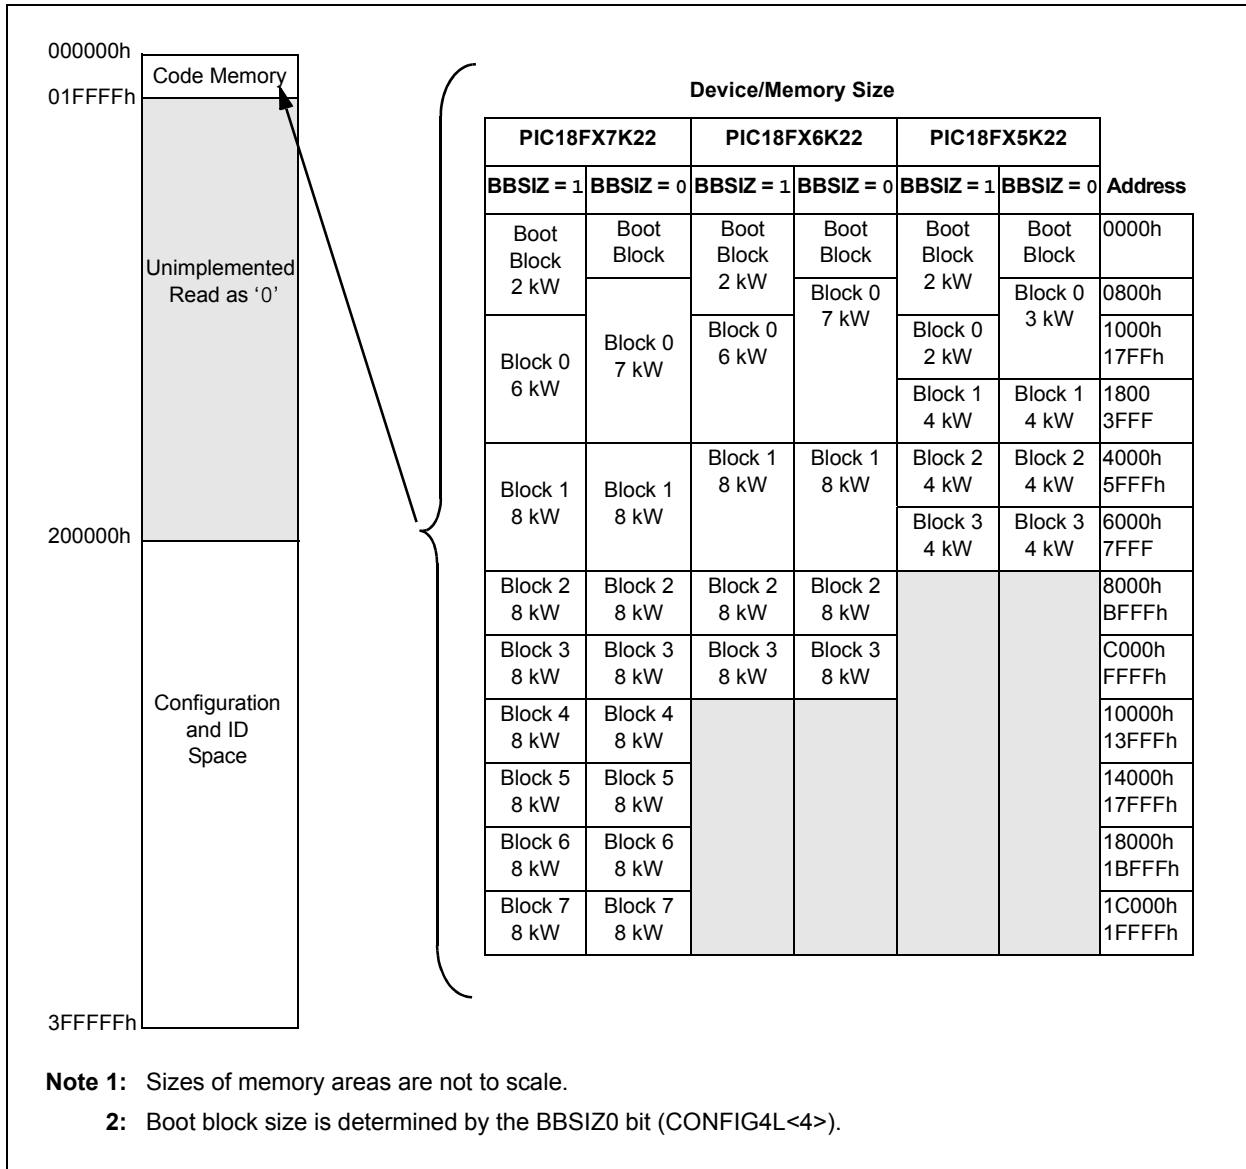 000000h
Code Memory
01FFFFh
Unimplemented
Read as ‘0’
200000h
Configuration
and ID
Space
3FFFFFh
Device/Memory Size
PIC18FX7K22 PIC18FX6K22 PIC18FX5K22
BBSIZ = 1 BBSIZ = 0 BBSIZ = 1 BBSIZ = 0 BBSIZ = 1 BBSIZ = 0 Address
Boot Boot Boot Boot Boot Boot 0000h
Block Block Block Block Block Block
2 kW 2 kW 2 kW
Block 0 Block 0 0800h
7 kW 3 kW
Block 0 Block 0 Block 0 Block 0 1000h
6 kW 7 kW 6 kW 2 kW 17FFh
Block 1 Block 1 1800
4 kW 4 kW 3FFF
Block 1 Block 1 Block 2 Block 2 4000h
8 kW 8 kW 4 kW 4 kW 5FFFh
Block 1 Block 1 Block 3 Block 3 6000h
8 kW 8 kW 4 kW 4 kW 7FFF
Block 2 Block 2 Block 2 Block 2 8000h
8 kW 8 kW 8 kW 8 kW BFFFh
Block 3 Block 3 Block 3 Block 3 C000h
8 kW 8 kW 8 kW 8 kW FFFFh
Block 4 Block 4 10000h
8 kW 8 kW 13FFFh
Block 5 Block 5 14000h
8 kW 8 kW 17FFFh
Block 6 Block 6 18000h
8 kW 8 kW 1BFFFh
Block 7 Block 7 1C000h
8 kW 8 kW 1FFFFh
Note 1: Sizes of memory areas are not to scale.
2: Boot block size is determined by the BBSIZ0 bit (CONFIG4L<4>).